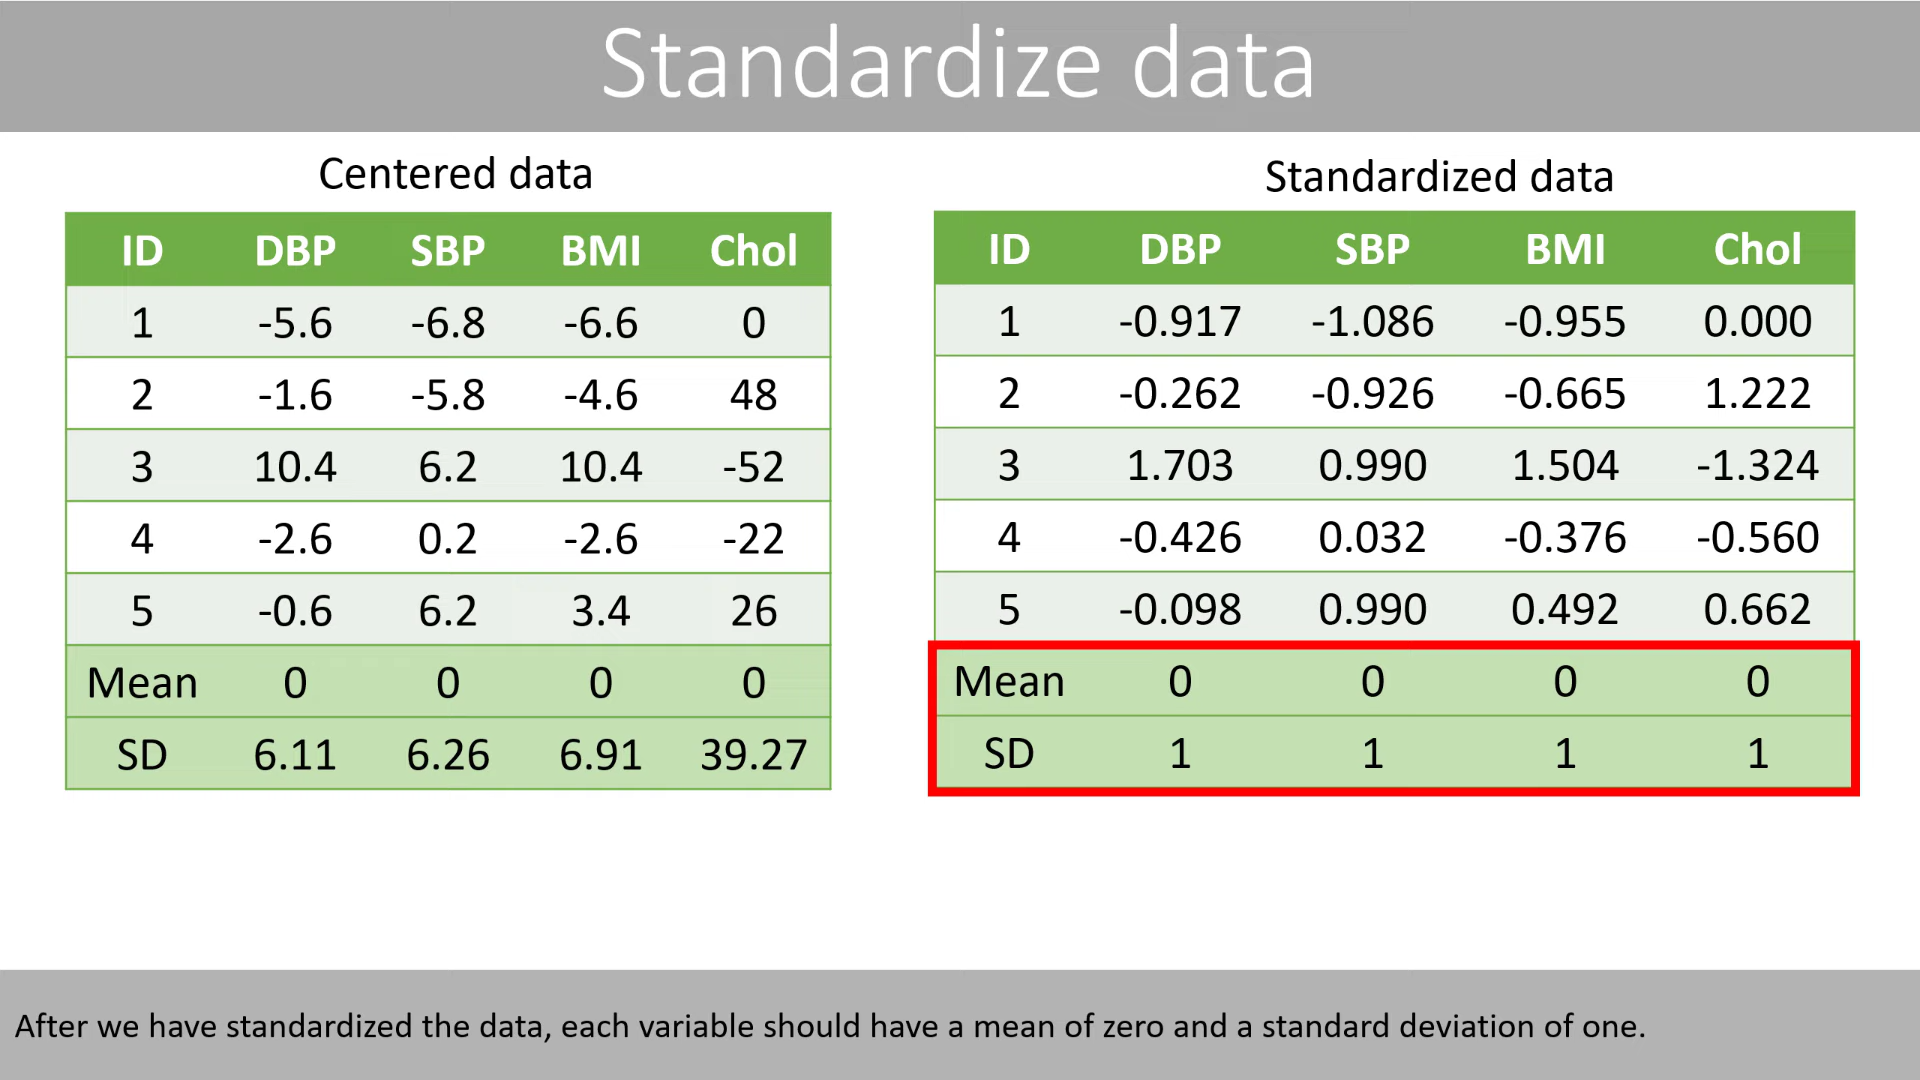 Standardize data
Centered data
ID DBP SBP BMI Chol
1 -5.6 -6.8 -6.6 0
2 -1.6 -5.8 -4.6 48
3 10.4 6.2 10.4 -52
4 -2.6 0.2 -2.6 -22
5 -0.6 6.2 3.4 26
Mean 0 0 0 0
SD 6.11 6.26 6.91 39.27
Standardized data
ID DBP SBP BMI Chol
1 -0.917 -1.086 -0.955 0.000
2 -0.262 -0.926 -0.665 1.222
3 1.703 0.990 1.504 -1.324
4 -0.426 0.032 -0.376 -0.560
5 -0.098 0.990 0.492 0.662
Mean 0 0 0 0
SD 1 1 1 1
After we have standardized the data, each variable should have a mean of zero and a standard deviation of one.